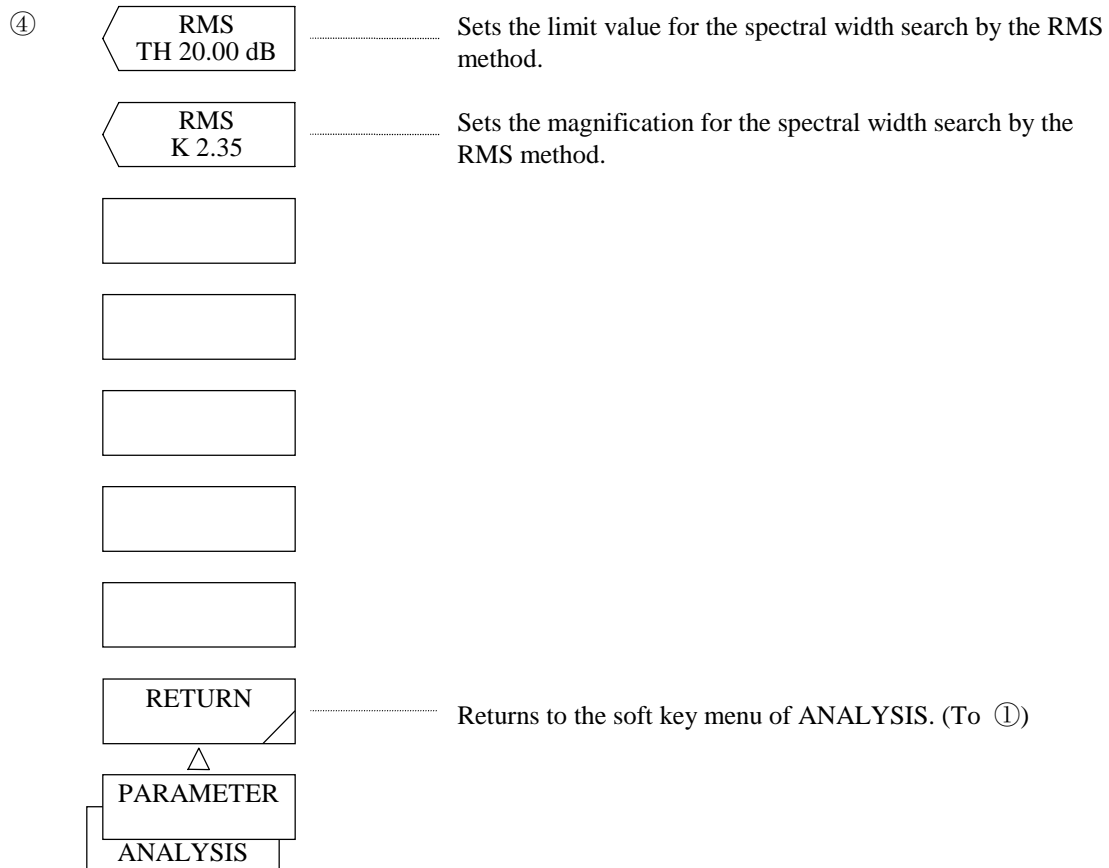 ④
RMS
TH 20.00 dB
Sets the limit value for the spectral width search by the RMS
method.
RMS
K 2.35
Sets the magnification for the spectral width search by the
RMS method.
RETURN
Returns to the soft key menu of ANALYSIS. (To ①)
PARAMETER
ANALYSIS